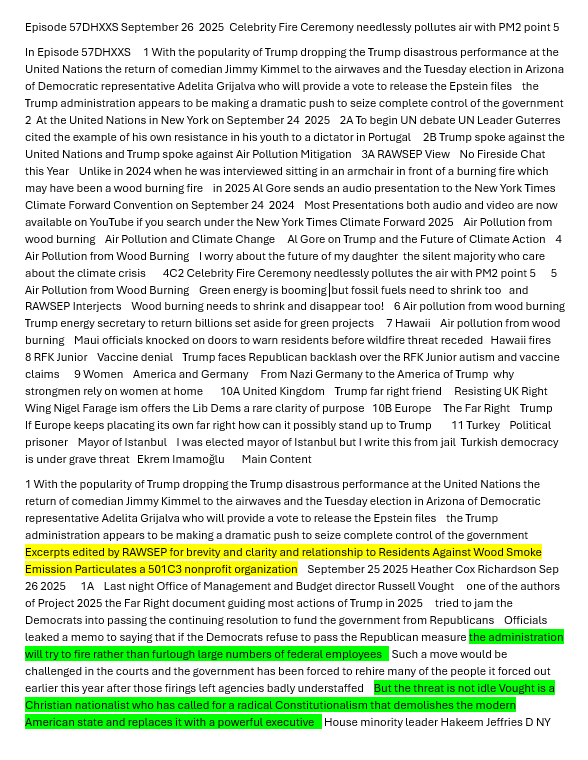 Episode 57DHXXS September 26  2025  Celebrity Fire Ceremony needlessly pollutes air with PM2 point 5
In Episode 57DHXXS    1 With the popularity of Trump dropping the Trump disastrous performance at the
United Nations the return of comedian Jimmy Kimmel to the airwaves and the Tuesday election in Arizona
of Democratic representative Adelita Grijalva who will provide a vote to release the Epstein files    the
Trump administration appears to be making a dramatic push to seize complete control of the government
2  At the United Nations in New York on September 24  2025    2A To begin UN debate UN Leader Guterres
cited the example of his own resistance in his youth to a dictator in Portugal    2B Trump spoke against the
United Nations and Trump spoke against Air Pollution Mitigation    3A RAWSEP View   No Fireside Chat
this Year   Unlike in 2024 when he was interviewed sitting in an armchair in front of a burning fire which
may have been a wood burning fire   in 2025 Al Gore sends an audio presentation to the New York Times
Climate Forward Convention on September 24  2024   Most Presentations both audio and video are now
available on YouTube if you search under the New York Times Climate Forward 2025   Air Pollution from
wood burning   Air Pollution and Climate Change    Al Gore on Trump and the Future of Climate Action   4
Air Pollution from Wood Burning   I worry about the future of my daughter  the silent majority who care
about the climate crisis      4C2 Celebrity Fire Ceremony needlessly pollutes the air with PM2 point 5     5
Air Pollution from Wood Burning   Green energy is booming but fossil fuels need to shrink too   and
RAWSEP Interjects   Wood burning needs to shrink and disappear too!   6 Air pollution from wood burning
Trump energy secretary to return billions set aside for green projects    7 Hawaii   Air pollution from wood
burning   Maui officials knocked on doors to warn residents before wildfire threat receded  Hawaii fires
8 RFK Junior   Vaccine denial   Trump faces Republican backlash over the RFK Junior autism and vaccine
claims     9 Women   America and Germany    From Nazi Germany to the America of Trump  why
strongmen rely on women at home      10A United Kingdom   Trump far right friend    Resisting UK Right
Wing Nigel Farage ism offers the Lib Dems a rare clarity of purpose   10B Europe    The Far Right   Trump
If Europe keeps placating its own far right how can it possibly stand up to Trump      11 Turkey   Political
prisoner   Mayor of Istanbul   I was elected mayor of Istanbul but I write this from jail  Turkish democracy
is under grave threat  Ekrem Imamoğlu     Main Content
1 With the popularity of Trump dropping the Trump disastrous performance at the United Nations the
return of comedian Jimmy Kimmel to the airwaves and the Tuesday election in Arizona of Democratic
representative Adelita Grijalva who will provide a vote to release the Epstein files    the Trump
administration appears to be making a dramatic push to seize complete control of the government
Excerpts edited by RAWSEP for brevity and clarity and relationship to Residents Against Wood Smoke
Emission Particulates a 501C3 nonprofit organization   September 25 2025 Heather Cox Richardson Sep
26 2025     1A   Last night Office of Management and Budget director Russell Vought    one of the authors
of Project 2025 the Far Right document guiding most actions of Trump in 2025    tried to jam the
Democrats into passing the continuing resolution to fund the government from Republicans   Officials
leaked a memo to saying that if the Democrats refuse to pass the Republican measure the administration
will try to fire rather than furlough large numbers of federal employees   Such a move would be
challenged in the courts and the government has been forced to rehire many of the people it forced out
earlier this year after those firings left agencies badly understaffed   But the threat is not idle Vought is a
Christian nationalist who has called for a radical Constitutionalism that demolishes the modern
American state and replaces it with a powerful executive   House minority leader Hakeem Jeffries D NY